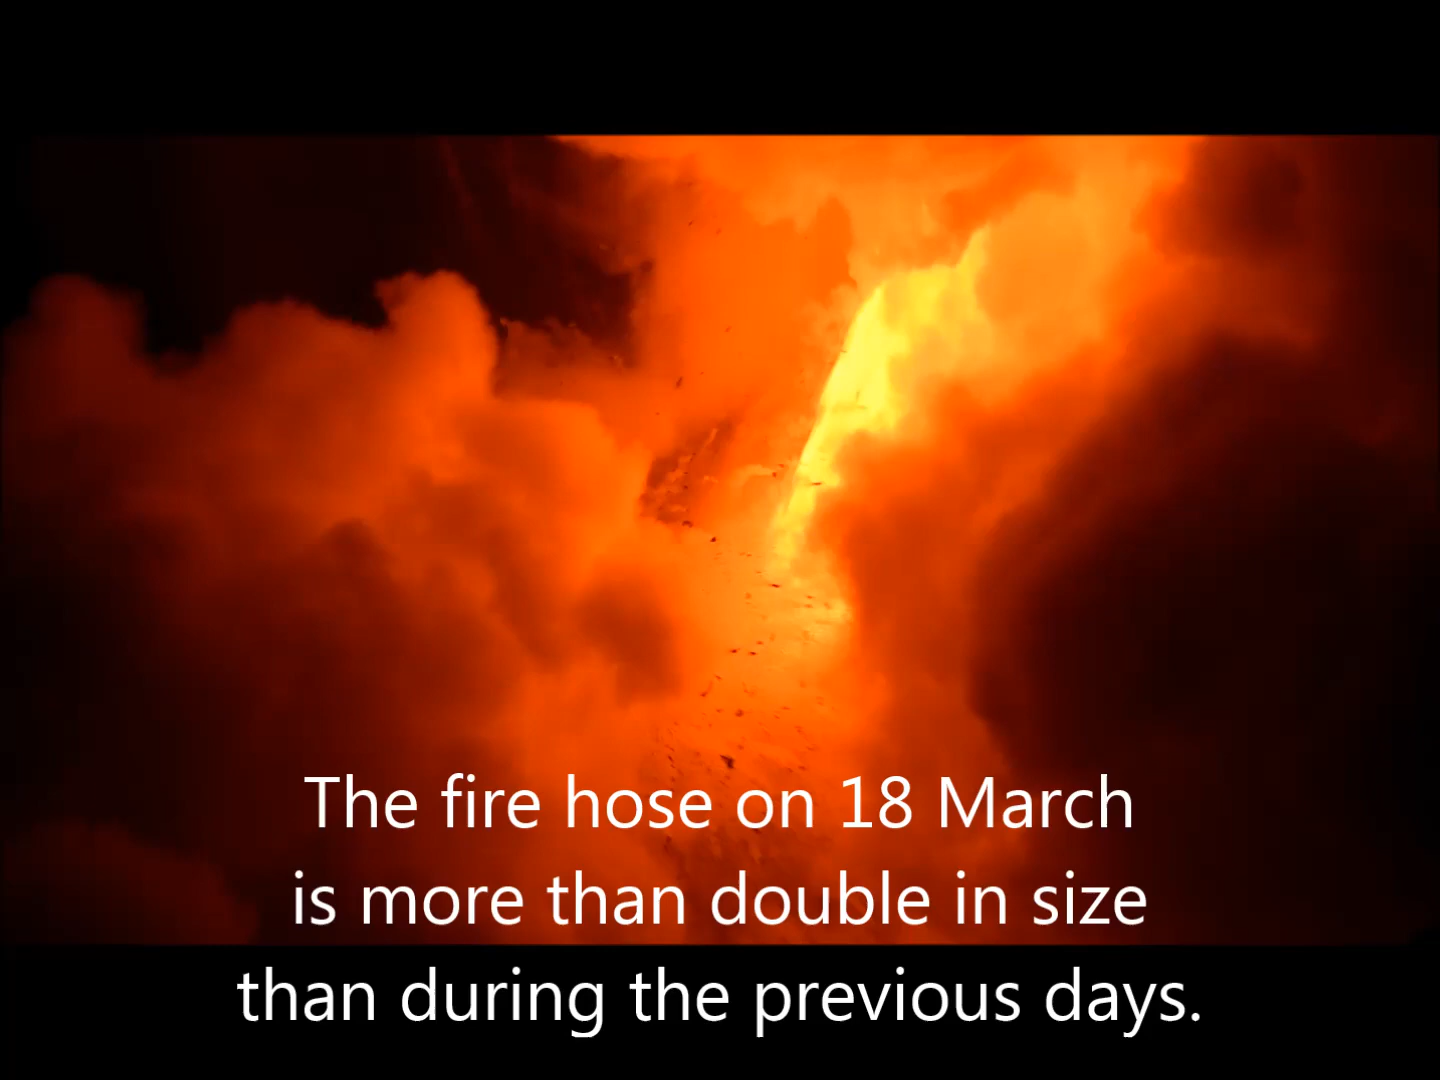 The fire hose on 18 March
is more than double in size
than during the previous days.